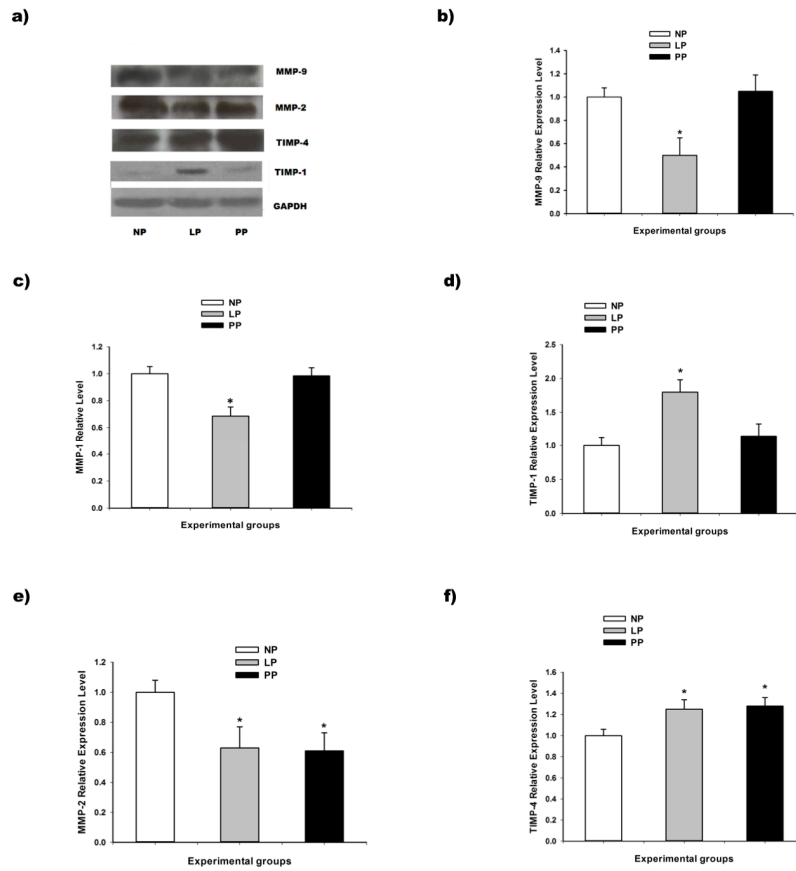 a)
MMP-9
MMP-2
TIMP-4
TIMP-1
GAPDH
NP LP PP
b)
NP
LP
PP
MMP-9 Relative Expression Level
1.4
1.2
1.0
0.8
0.6
0.4
0.2
0.0
*
Experimental groups
c)
NP
LP
PP
MMP-1 Relative Level
1.2
1.0
0.8
0.6
0.4
0.2
0.0
*
Experimental groups
d)
NP
LP
PP
TIMP-1 Relative Expression Level
2.5
2.0
1.5
1.0
0.5
0.0
*
Experimental groups
e)
NP
LP
PP
MMP-2 Relative Expression Level
1.2
1.0
0.8
0.6
0.4
0.2
0.0
* *
Experimental groups
f)
NP
LP
PP
TIMP-4 Relative Expression Level
1.6
1.4
1.2
1.0
0.8
0.6
0.4
0.2
0.0
* *
Experimental groups